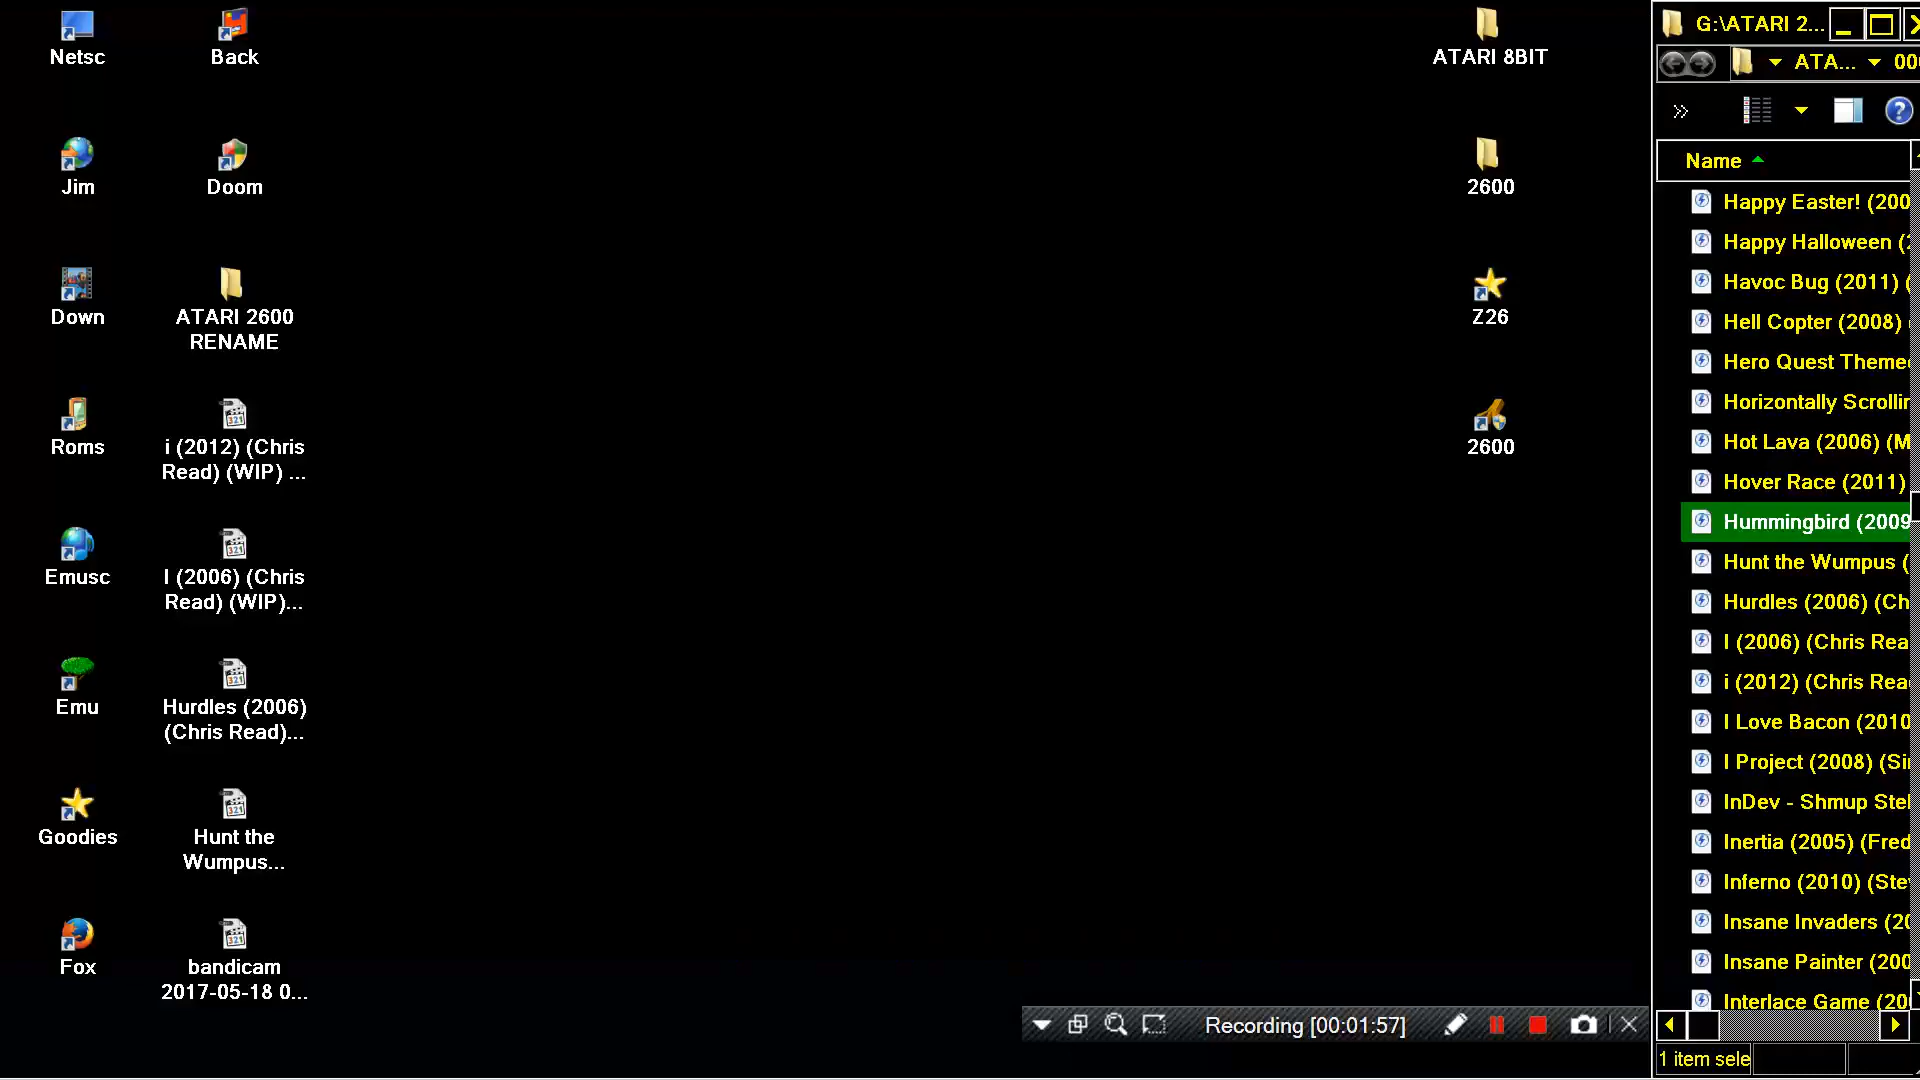 Netsc
Back
Jim
Doom
Down
ATARI 2600
RENAME
Roms
i (2012) (Chris
Read) (WIP) ...
Emusc
I (2006) (Chris
Read) (WIP)...
Emu
Hurdles (2006)
(Chris Read)...
Goodies
Hunt the
Wumpus...
Fox
bandicam
2017-05-18 0...
ATARI 8BIT
2600
Z26
2600
Recording [00:01:57]
G:\ATARI 2...
ATA... 00
Name
Happy Easter! (200
Happy Halloween (2
Havoc Bug (2011) (
Hell Copter (2008)
Hero Quest Theme
Horizontally Scrollin
Hot Lava (2006) (M
Hover Race (2011)
Hummingbird (2009
Hunt the Wumpus (
Hurdles (2006) (Ch
I (2006) (Chris Rea
i (2012) (Chris Rea
I Love Bacon (2010
I Project (2008) (Si
InDev - Shmup Stel
Inertia (2005) (Fred
Inferno (2010) (Ste
Insane Invaders (20
Insane Painter (200
Interlace Game (20
1 item sele